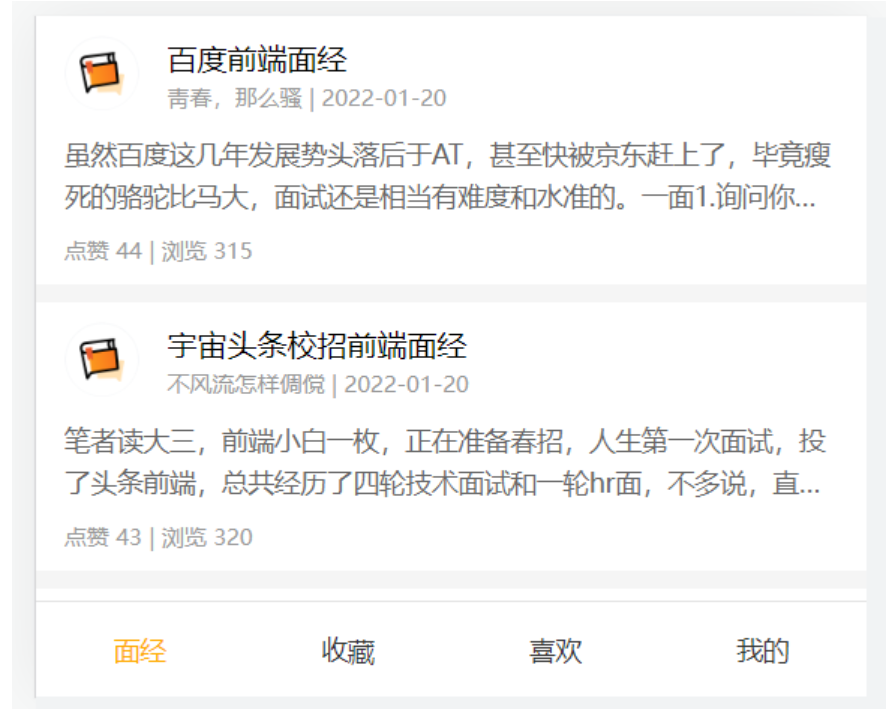 百度前端面经
青春，那么骚 | 2022-01-20
虽然百度这几年发展势头落后于AT，甚至快被京东赶上了，毕竟瘦
死的骆驼比马大，面试还是相当有难度和水准的。一面1.询问你...
点赞 44 | 浏览 315
宇宙头条校招前端面经
不风流怎样倜傥 | 2022-01-20
笔者读大三，前端小白一枚，正在准备春招，人生第一次面试，投
了头条前端，总共经历了四轮技术面试和一轮hr面，不多说，直...
点赞 43 | 浏览 320
面经 收藏 喜欢 我的